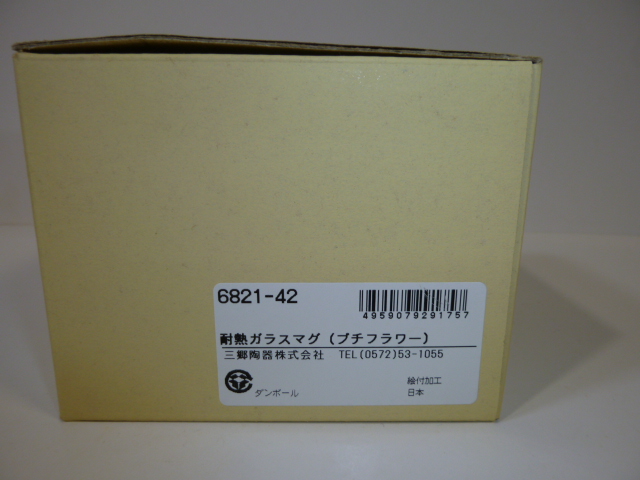 6821-42
4959079291757
耐熱ガラスマグ(プチフラワー)
三郷陶器株式会社 TEL(0572)53-1055
ダンボール
絵付加工
日本